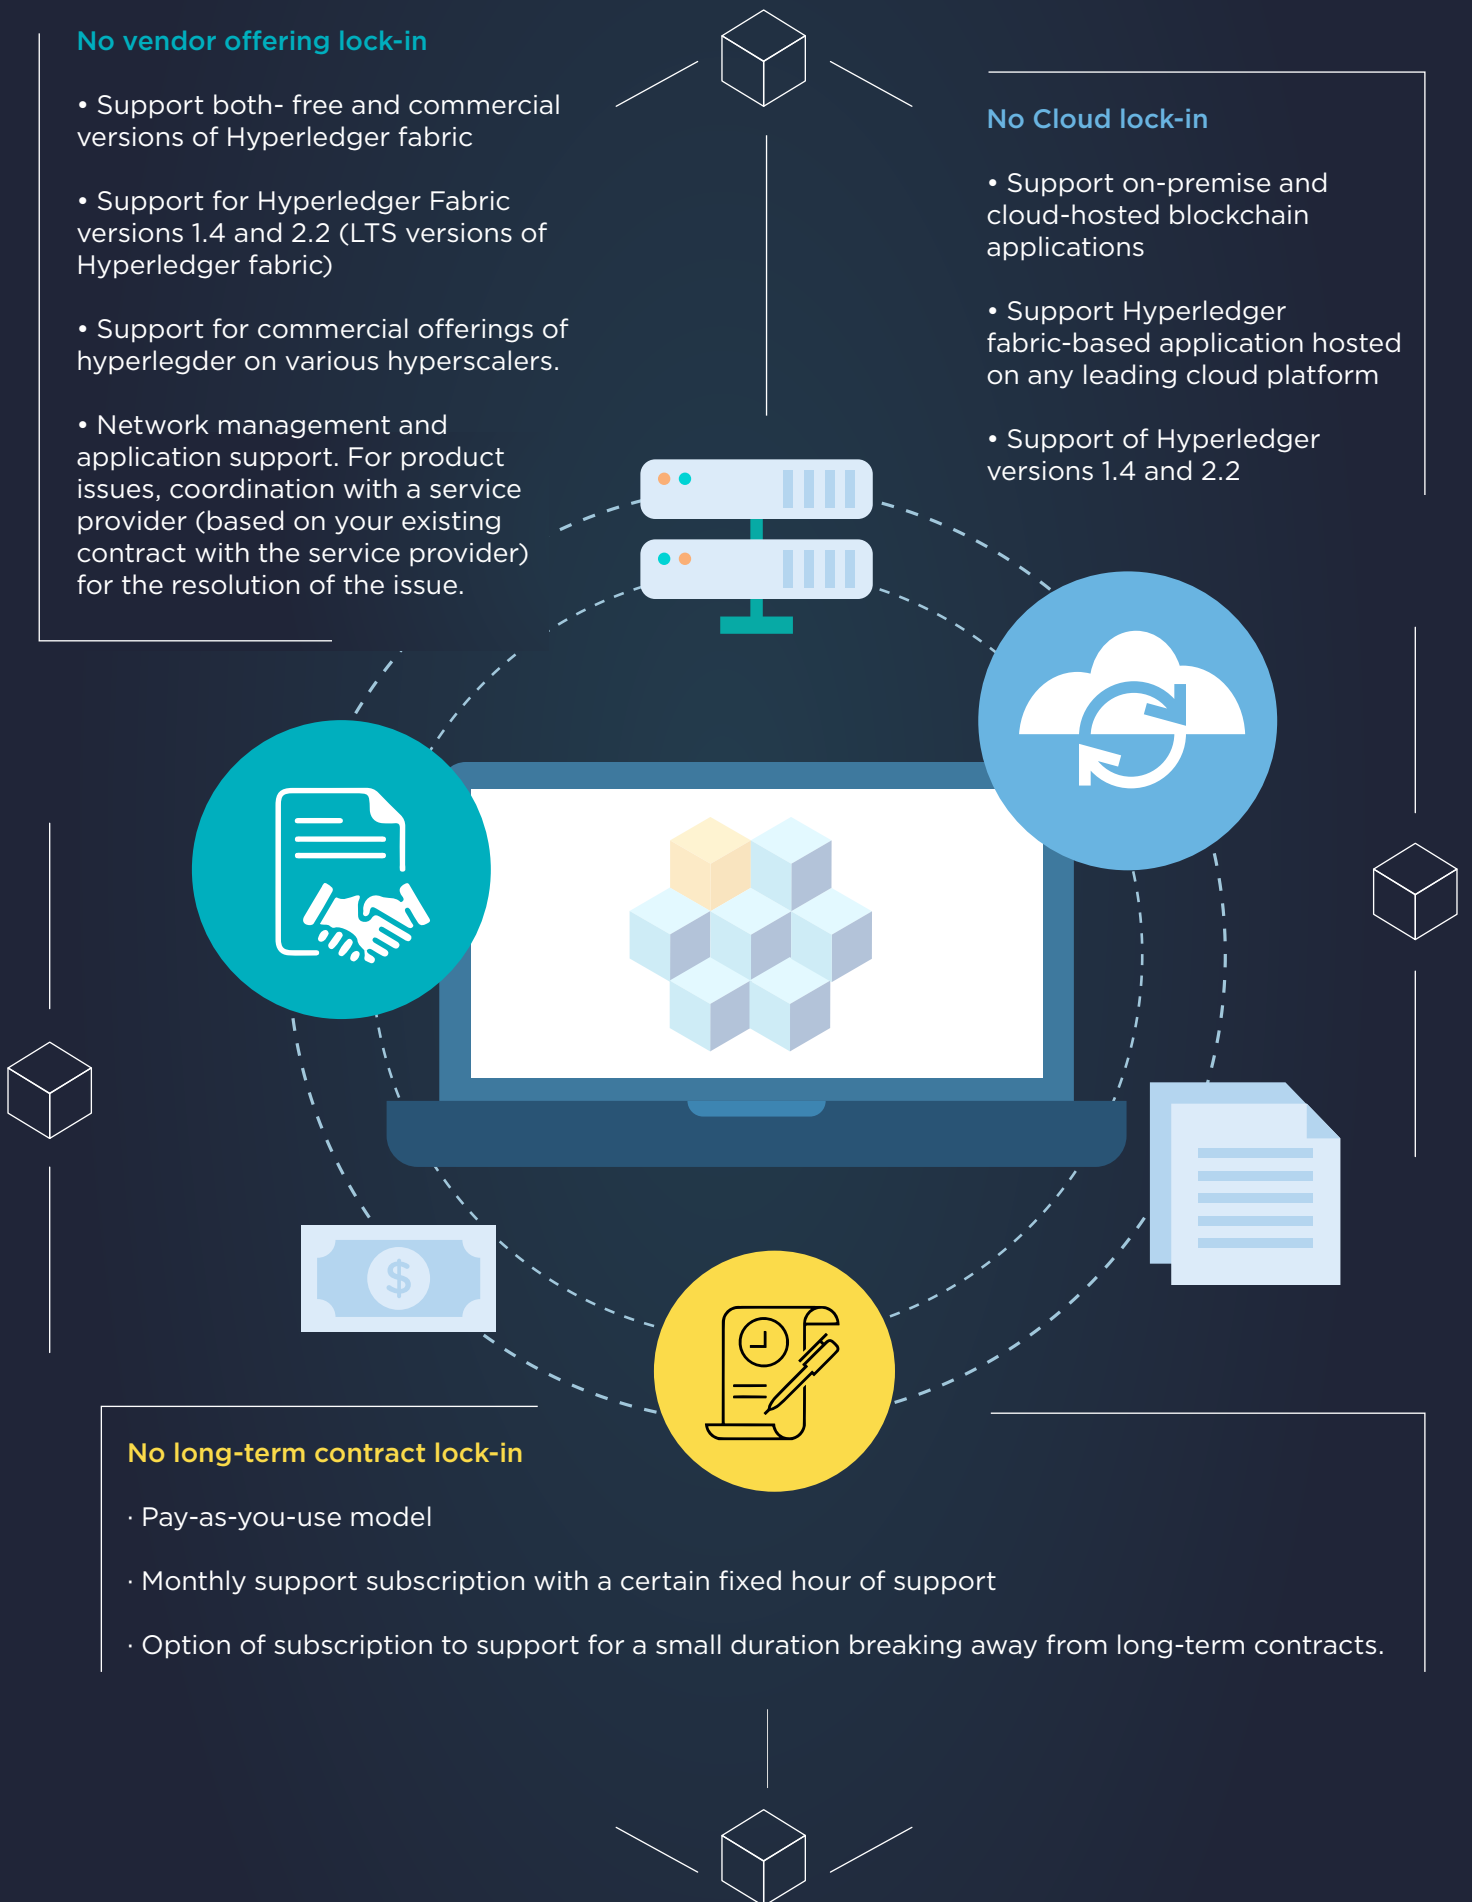 No vendor offering lock-in
• Support both- free and commercial
versions of Hyperledger fabric
• Support for Hyperledger Fabric
versions 1.4 and 2.2 (LTS versions of
Hyperledger fabric)
• Support for commercial offerings of
hyperlegder on various hyperscalers.
• Network management and
application support. For product
issues, coordination with a service
provider (based on your existing
contract with the service provider)
for the resolution of the issue.
No Cloud lock-in
• Support on-premise and
cloud-hosted blockchain
applications
• Support Hyperledger
fabric-based application hosted
on any leading cloud platform
• Support of Hyperledger
versions 1.4 and 2.2
$
No long-term contract lock-in
· Pay-as-you-use model
· Monthly support subscription with a certain fixed hour of support
· Option of subscription to support for a small duration breaking away from long-term contracts.